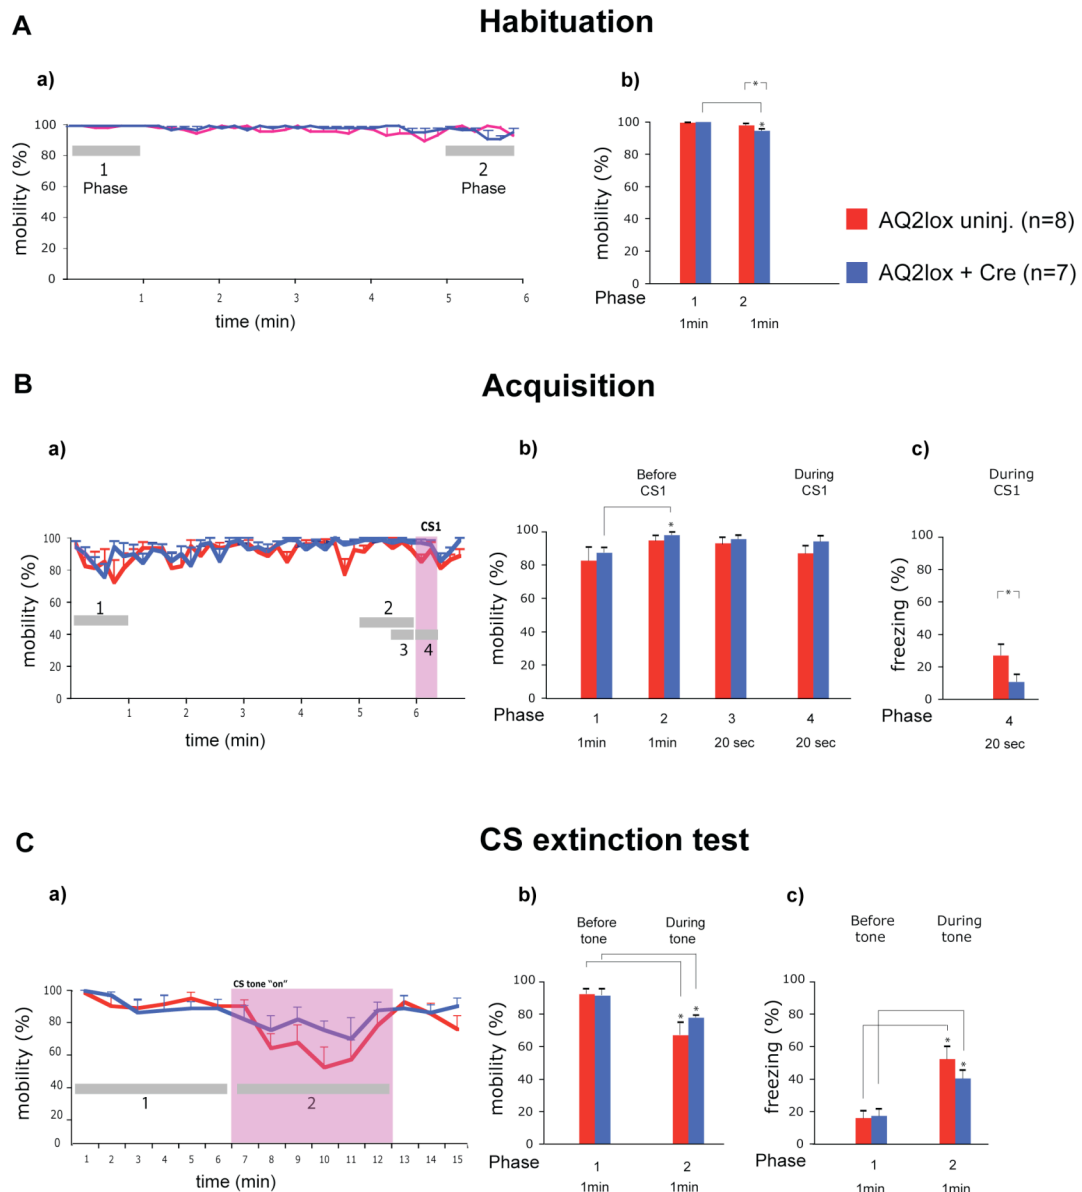 A
Habituation
a)
mobility (%)
100
80
60
40
20
0
1
Phase
2
Phase
1 2 3 4 5 6
time (min)
b)
*
*
mobility (%)
100
80
60
40
20
0
Phase 1 2
1min 1min
AQ2lox uninj. (n=8)
AQ2lox + Cre (n=7)
B
Acquisition
a)
CS1
mobility (%)
100
80
60
40
20
0
1
2
3 4
1 2 3 4 5 6
time (min)
b)
Before CS1
During CS1
*
mobility (%)
100
80
60
40
20
0
Phase 1 2 3 4
1min 1min 20 sec 20 sec
c)
During CS1
*
freezing (%)
100
80
60
40
20
0
Phase 4
20 sec
C
CS extinction test
a)
CS tone "on"
mobility (%)
100
80
60
40
20
0
1
2
1 2 3 4 5 6 7 8 9 10 11 12 13 14 15
time (min)
b)
Before tone
During tone
* *
mobility (%)
100
80
60
40
20
0
Phase 1 2
1min 1min
c)
Before tone
During tone
*
*
freezing (%)
100
80
60
40
20
0
Phase 1 2
1min 1min